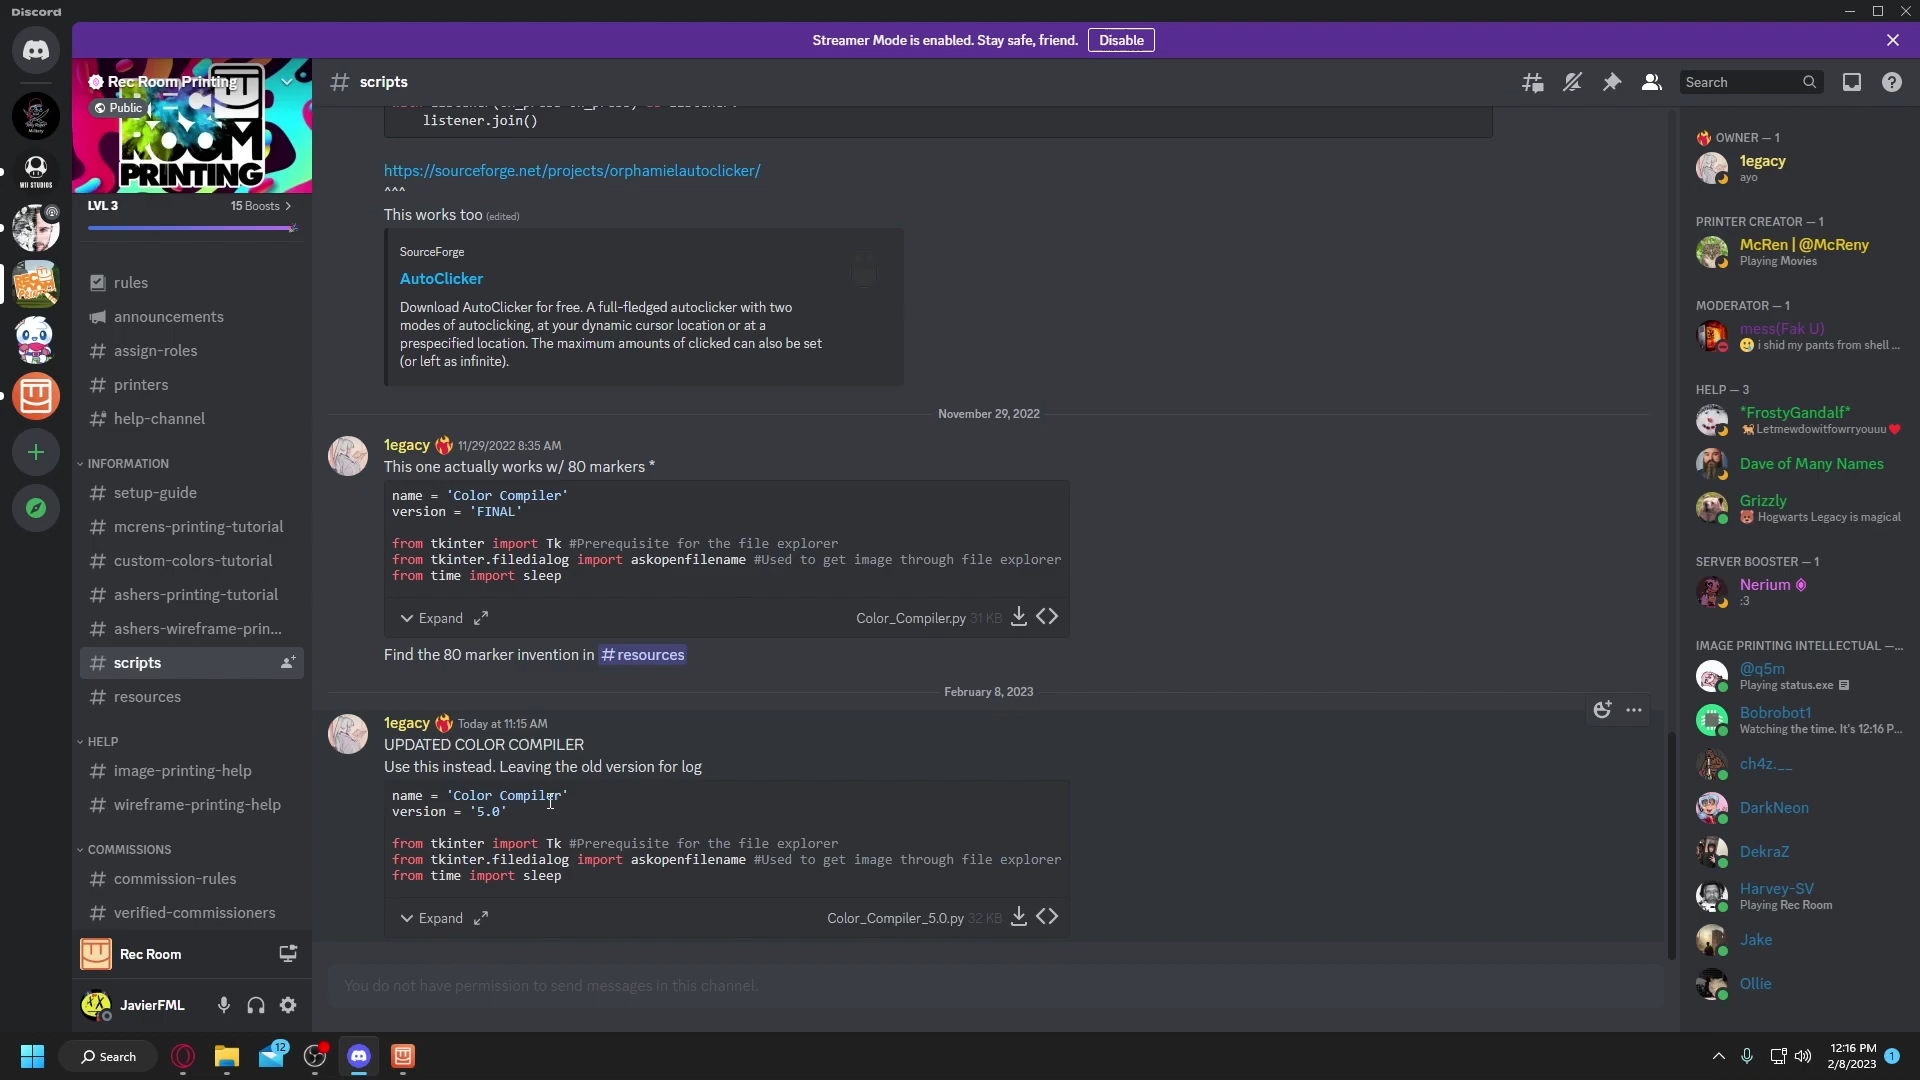 Discord
Streamer Mode is enabled. Stay safe, friend.
Disable
Rec Room Printing
Public
ROOM
PRINTING
LVL 3
15 Boosts
rules
announcements
assign-roles
printers
help-channel
INFORMATION
setup-guide
mcrens-printing-tutorial
custom-colors-tutorial
ashers-printing-tutorial
ashers-wireframe-prin...
scripts
resources
HELP
image-printing-help
wireframe-printing-help
COMMISSIONS
commission-rules
verified-commissioners
Rec Room
JavierFML
WII STUDIOS
scripts
Search
listener.join()
https://sourceforge.net/projects/orphamielautoclicker/
^^^
This works too (edited)
SourceForge
AutoClicker
Download AutoClicker for free. A full-fledged autoclicker with two
modes of autoclicking, at your dynamic cursor location or at a
prespecified location. The maximum amounts of clicked can also be set
(or left as infinite).
November 29, 2022
1egacy 11/29/2022 8:35 AM
This one actually works w/ 80 markers *
name = 'Color Compiler'
version = 'FINAL'
from tkinter import Tk #Prerequisite for the file explorer
from tkinter.filedialog import askopenfilename #Used to get image through file explorer
from time import sleep
Expand
Color_Compiler.py 31 KB
Find the 80 marker invention in #resources
February 8, 2023
1egacy Today at 11:15 AM
UPDATED COLOR COMPILER
Use this instead. Leaving the old version for log
name = 'Color Compiler'
version = '5.0'
from tkinter import Tk #Prerequisite for the file explorer
from tkinter.filedialog import askopenfilename #Used to get image through file explorer
from time import sleep
Expand
Color_Compiler_5.0.py 32 KB
You do not have permission to send messages in this channel.
OWNER — 1
1egacy
ayo
PRINTER CREATOR — 1
McRen | @McReny
Playing Movies
MODERATOR — 1
mess(Fak U)
i shid my pants from shell ...
HELP — 3
*FrostyGandalf*
Letmewdowitfowrryouuu
Dave of Many Names
Grizzly
Hogwarts Legacy is magical
SERVER BOOSTER — 1
Nerium
:3
IMAGE PRINTING INTELLECTUAL —...
@q5m
Playing status.exe
Bobrobot1
Watching the time. It's 12:16 P...
ch4z.__
DarkNeon
DekraZ
Harvey-SV
Playing Rec Room
Jake
Ollie
Search
12
12:16 PM
2/8/2023
1